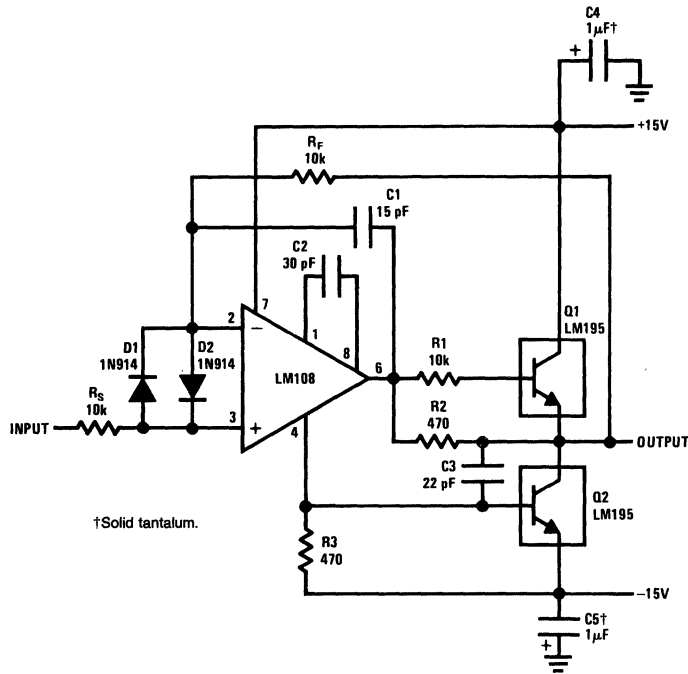 C4
1μF†
+
+15V
RF
10k
C1
15 pF
C2
30 pF
7
Q1
LM195
2
−
1
D1
1N914
D2
1N914
8
6
R1
10k
LM108
RS
10k
R2
470
INPUT
3
+
4
OUTPUT
C3
22 pF
Q2
LM195
†Solid tantalum.
R3
470
−15V
C5†
1μF
+